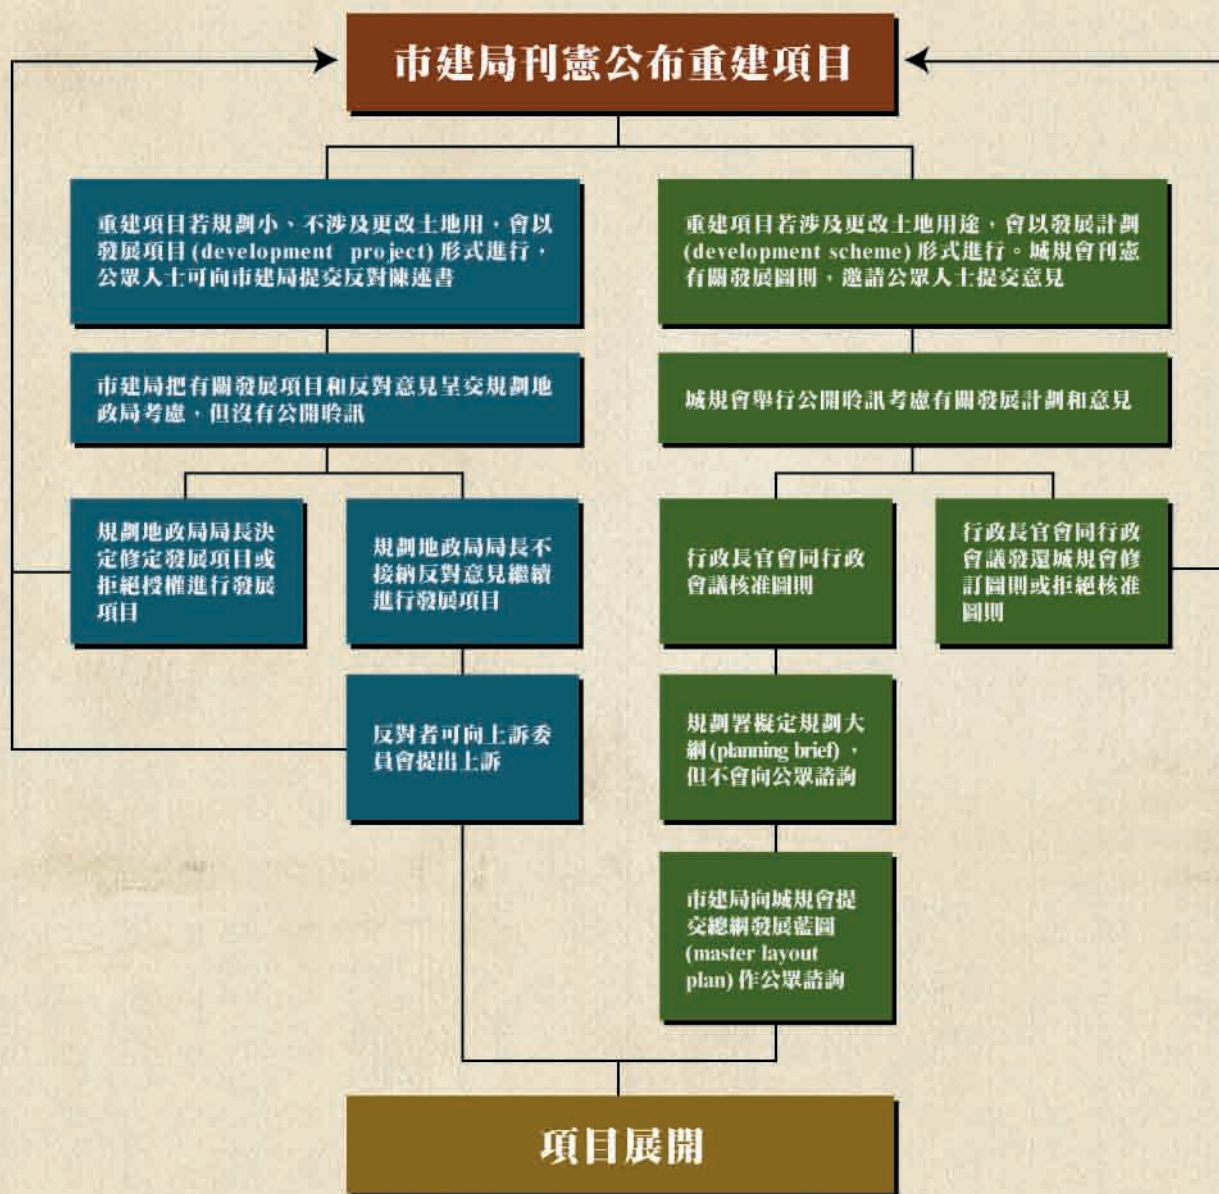 市建局刊憲公布重建項目
重建項目若規劃小、不涉及更改土地用，會以
發展項目 (development project) 形式進行，
公眾人士可向市建局提交反對陳述書
重建項目若涉及更改土地用途，會以發展計劃
(development scheme) 形式進行。城規會刊憲
有關發展圖則，邀請公眾人士提交意見
市建局把有關發展項目和反對意見呈交規劃地
政局考慮，但沒有公開聆訊
城規會舉行公開聆訊考慮有關發展計劃和意見
規劃地政局局長決
定修定發展項目或
拒絕授權進行發展
項目
規劃地政局局長不
接納反對意見繼續
進行發展項目
行政長官會同行政
會議核准圖則
行政長官會同行政
會議發還城規會修
訂圖則或拒絕核准
圖則
反對者可向上訴委
員會提出上訴
規劃署擬定規劃大
綱 (planning brief)，
但不會向公眾諮詢
市建局向城規會提
交總綱發展藍圖
(master layout
plan) 作公眾諮詢
項目展開